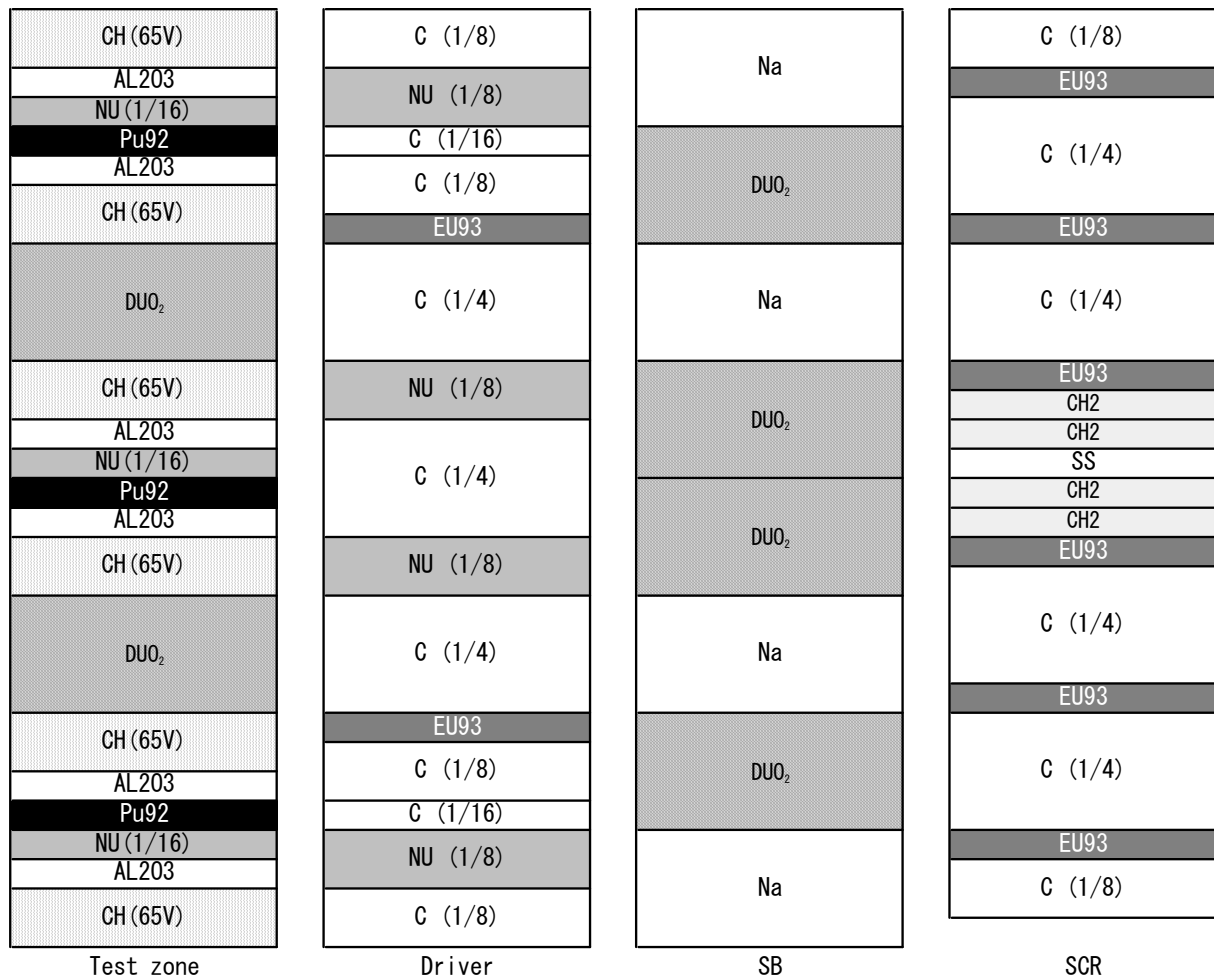 CH(65V)
AL2O3
NU(1/16)
Pu92
AL2O3
CH(65V)
DUO₂
CH(65V)
AL2O3
NU(1/16)
Pu92
AL2O3
CH(65V)
DUO₂
CH(65V)
AL2O3
Pu92
NU(1/16)
AL2O3
CH(65V)
Test zone
C (1/8)
NU (1/8)
C (1/16)
C (1/8)
EU93
C (1/4)
NU (1/8)
C (1/4)
NU (1/8)
C (1/4)
EU93
C (1/8)
C (1/16)
NU (1/8)
C (1/8)
Driver
Na
DUO₂
Na
DUO₂
DUO₂
Na
DUO₂
Na
SB
C (1/8)
EU93
C (1/4)
EU93
C (1/4)
EU93
CH2
CH2
SS
CH2
CH2
EU93
C (1/4)
EU93
C (1/4)
EU93
C (1/8)
SCR